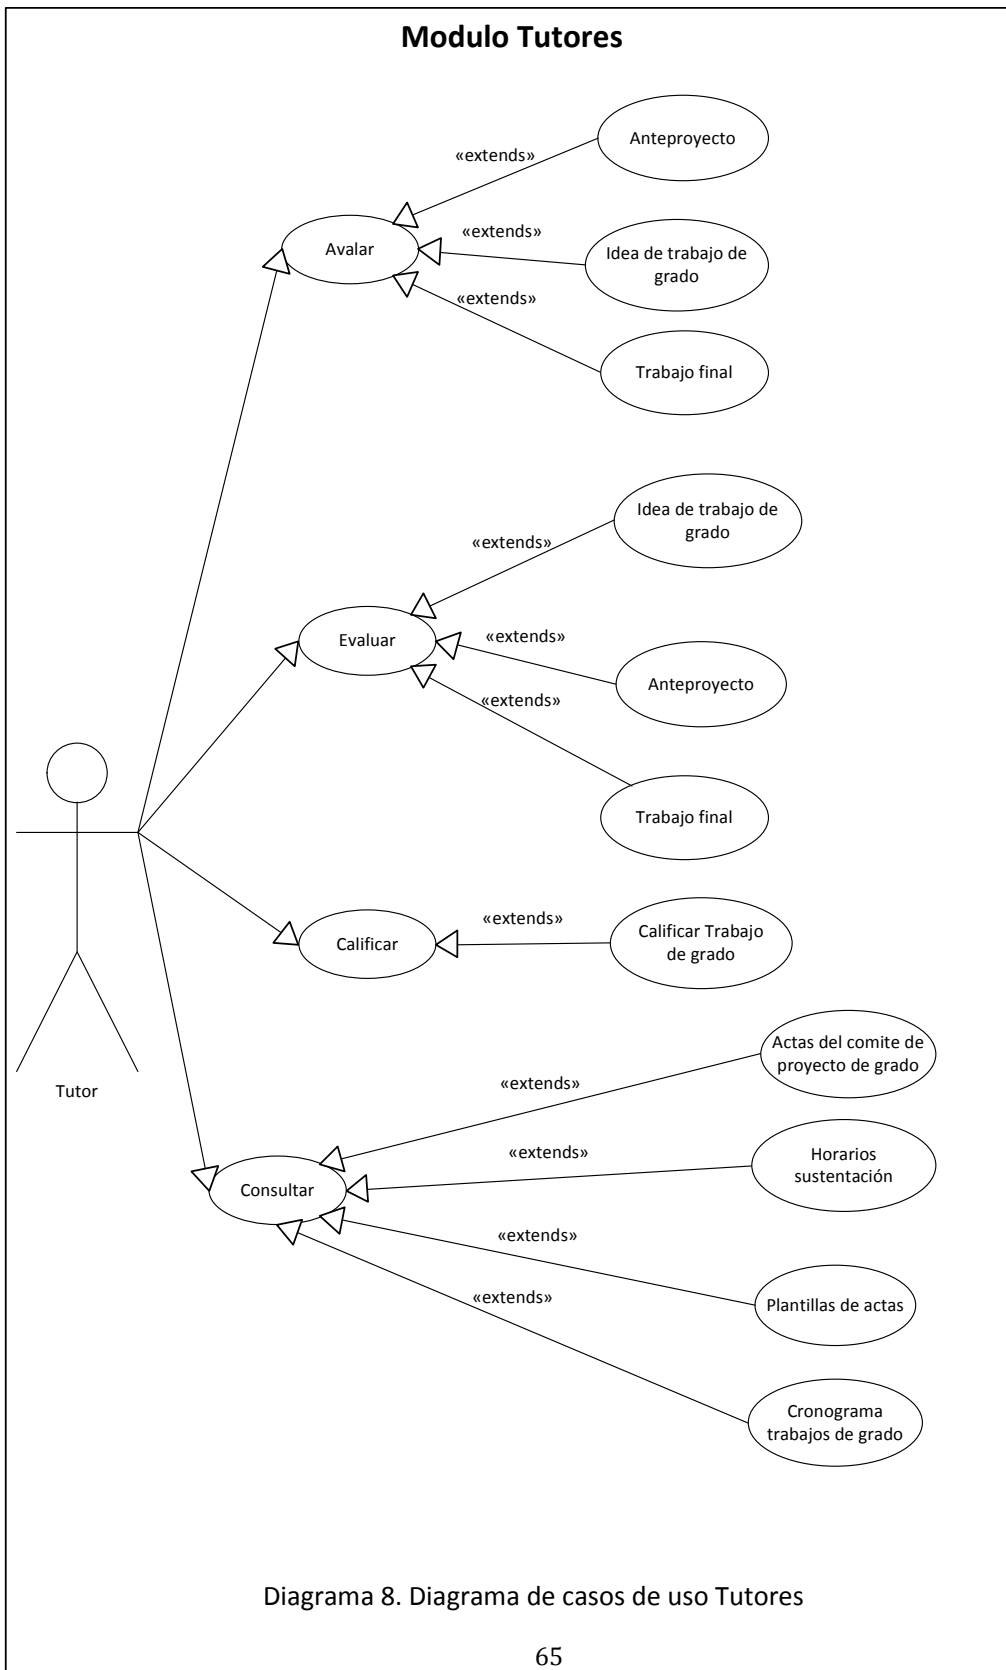 Modulo Tutores
Anteproyecto
«extends»
Avalar
«extends»
Idea de trabajo de
grado
«extends»
Trabajo final
Idea de trabajo de
grado
«extends»
Evaluar
«extends»
Anteproyecto
«extends»
Trabajo final
Calificar
«extends»
Calificar Trabajo
de grado
Tutor
Actas del comite de
proyecto de grado
«extends»
Horarios
sustentación
«extends»
Consultar
«extends»
Plantillas de actas
«extends»
Cronograma
trabajos de grado
Diagrama 8. Diagrama de casos de uso Tutores
65